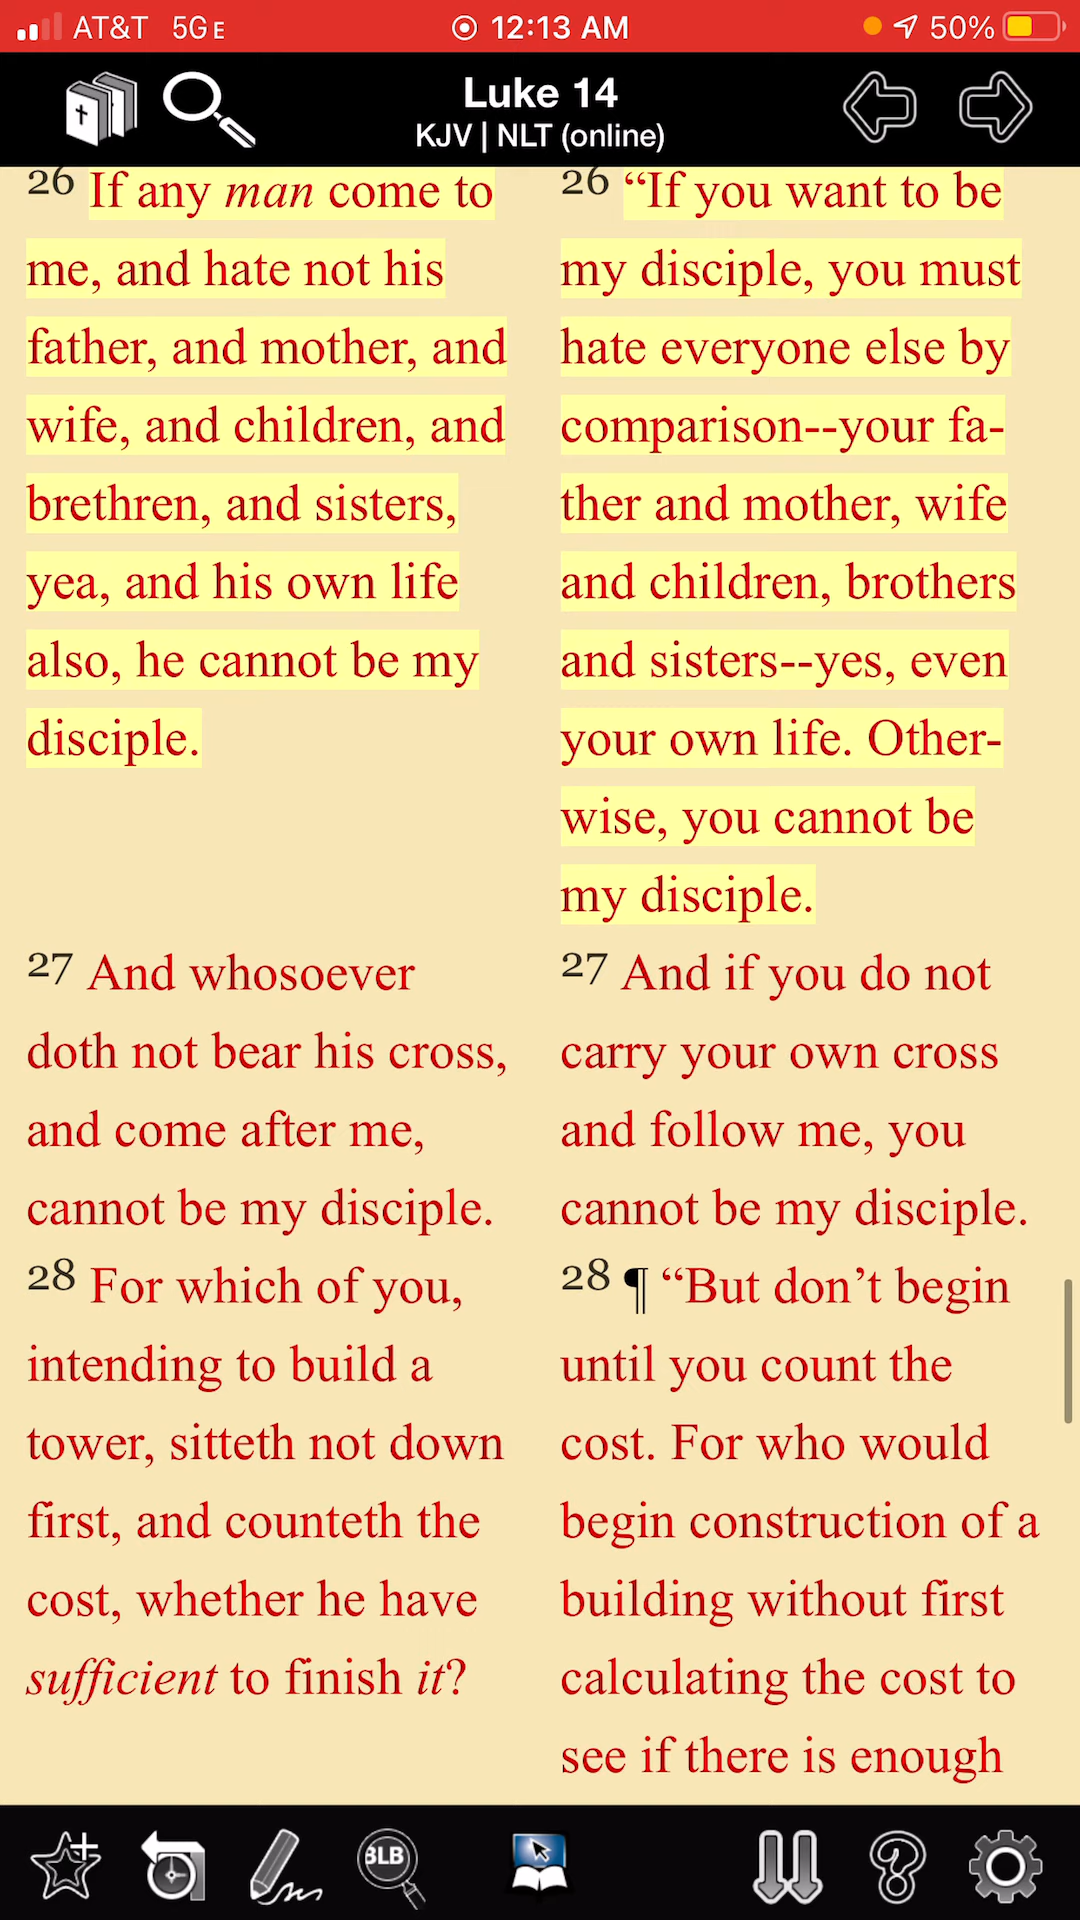 AT&T 5GE 12:13 AM 50%
Luke 14
KJV | NLT (online)
26 If any man come to
me, and hate not his
father, and mother, and
wife, and children, and
brethren, and sisters,
yea, and his own life
also, he cannot be my
disciple.
27 And whosoever
doth not bear his cross,
and come after me,
cannot be my disciple.
28 For which of you,
intending to build a
tower, sitteth not down
first, and counteth the
cost, whether he have
sufficient to finish it?
26 “If you want to be
my disciple, you must
hate everyone else by
comparison--your fa-
ther and mother, wife
and children, brothers
and sisters--yes, even
your own life. Other-
wise, you cannot be
my disciple.
27 And if you do not
carry your own cross
and follow me, you
cannot be my disciple.
28 ¶ “But don’t begin
until you count the
cost. For who would
begin construction of a
building without first
calculating the cost to
see if there is enough
BLB